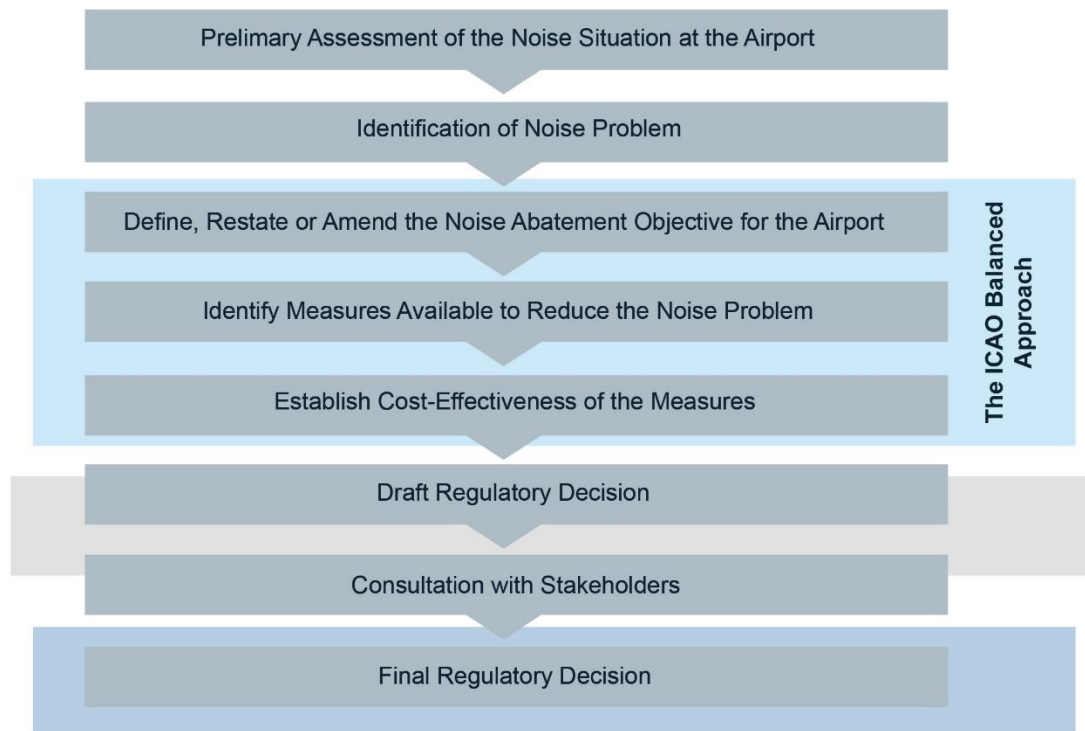 Prelimary Assessment of the Noise Situation at the Airport
Identification of Noise Problem
Define, Restate or Amend the Noise Abatement Objective for the Airport
Identify Measures Available to Reduce the Noise Problem
Establish Cost-Effectiveness of the Measures
The ICAO Balanced
Approach
Draft Regulatory Decision
Consultation with Stakeholders
Final Regulatory Decision